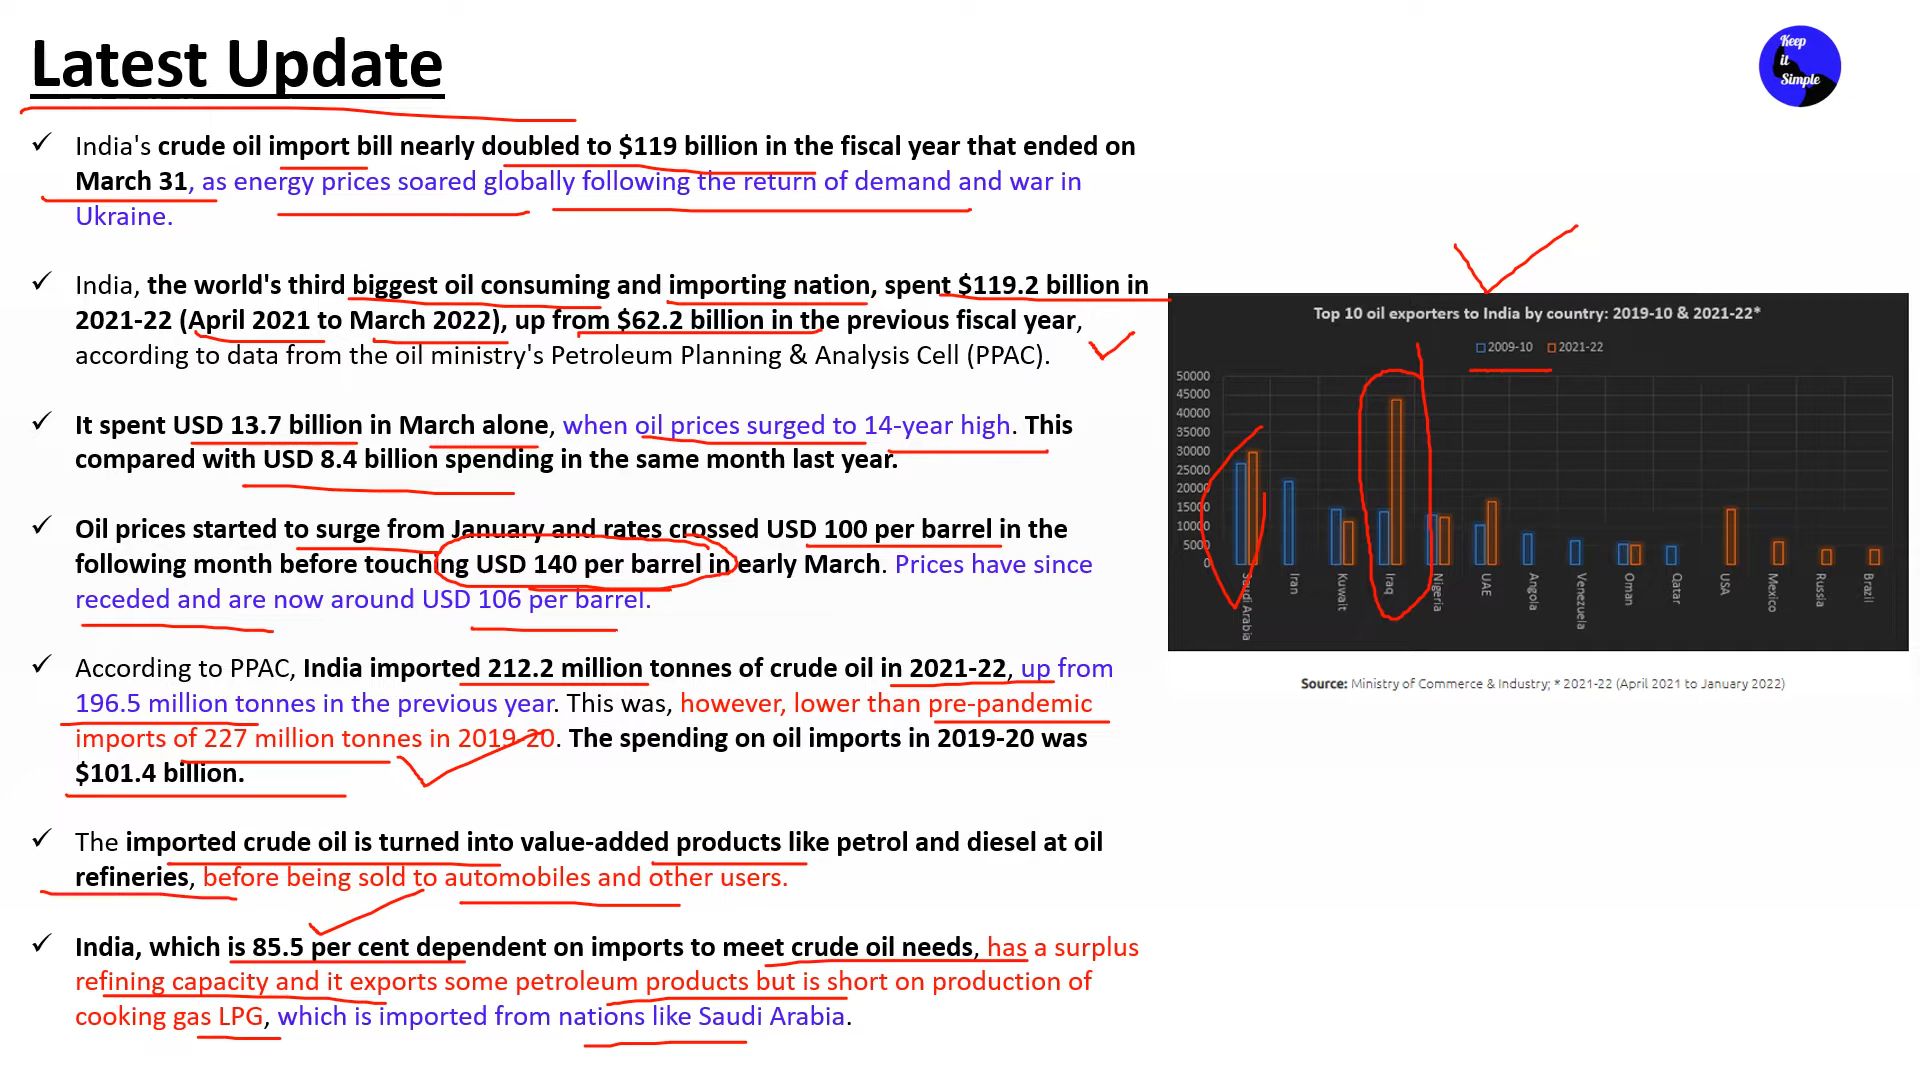 Latest Update
Keep
it
Simple
✓ India's crude oil import bill nearly doubled to $119 billion in the fiscal year that ended on
March 31, as energy prices soared globally following the return of demand and war in
Ukraine.
✓ India, the world's third biggest oil consuming and importing nation, spent $119.2 billion in
2021-22 (April 2021 to March 2022), up from $62.2 billion in the previous fiscal year,
according to data from the oil ministry's Petroleum Planning & Analysis Cell (PPAC).
✓ It spent USD 13.7 billion in March alone, when oil prices surged to 14-year high. This
compared with USD 8.4 billion spending in the same month last year.
✓ Oil prices started to surge from January and rates crossed USD 100 per barrel in the
following month before touching USD 140 per barrel in early March. Prices have since
receded and are now around USD 106 per barrel.
✓ According to PPAC, India imported 212.2 million tonnes of crude oil in 2021-22, up from
196.5 million tonnes in the previous year. This was, however, lower than pre-pandemic
imports of 227 million tonnes in 2019-20. The spending on oil imports in 2019-20 was
$101.4 billion.
✓ The imported crude oil is turned into value-added products like petrol and diesel at oil
refineries, before being sold to automobiles and other users.
✓ India, which is 85.5 per cent dependent on imports to meet crude oil needs, has a surplus
refining capacity and it exports some petroleum products but is short on production of
cooking gas LPG, which is imported from nations like Saudi Arabia.
Top 10 oil exporters to India by country: 2019-10 & 2021-22*
2009-10 2021-22
50000
45000
40000
35000
30000
25000
20000
15000
10000
5000
0
Saudi Arabia
Iran
Kuwait
Iraq
Nigeria
UAE
Angola
Venezuela
Oman
Qatar
USA
Mexico
Russia
Brazil
Source: Ministry of Commerce & Industry; * 2021-22 (April 2021 to January 2022)